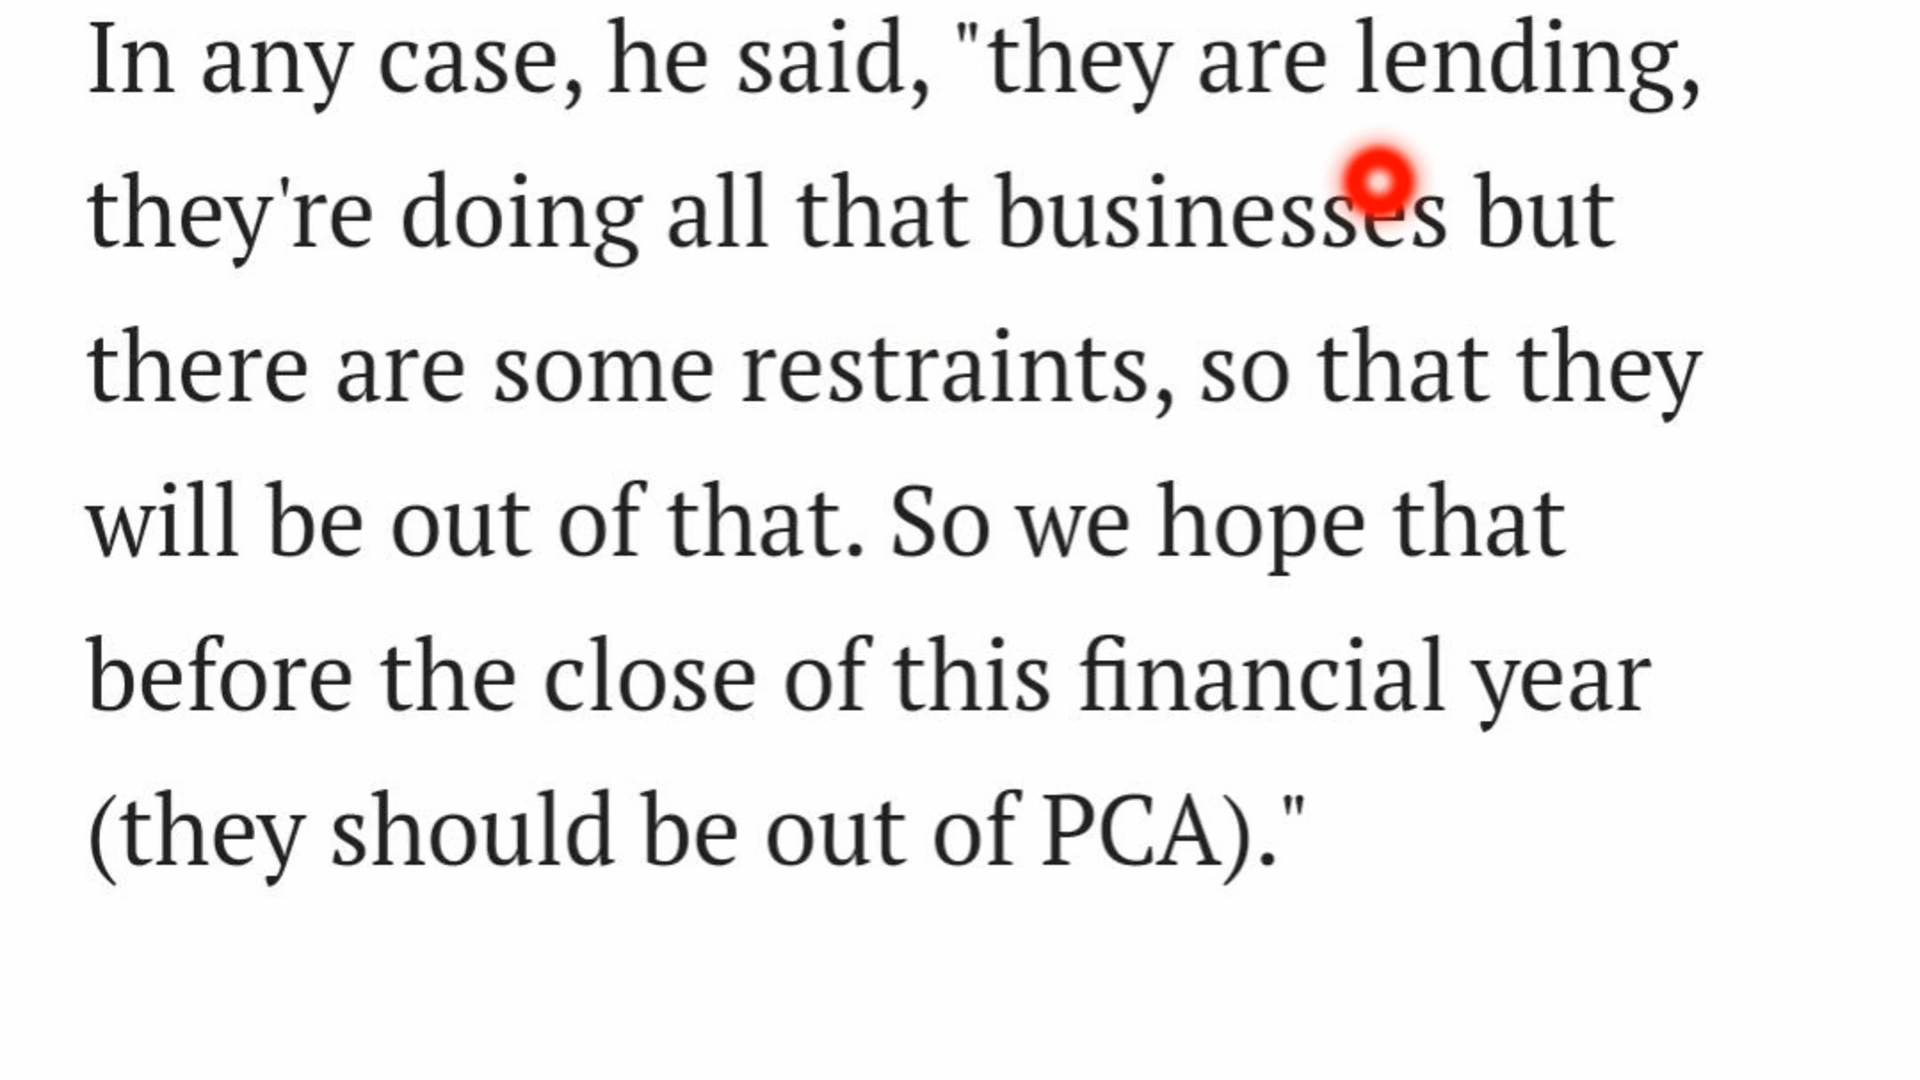 In any case, he said, "they are lending,
they're doing all that businesses but
there are some restraints, so that they
will be out of that. So we hope that
before the close of this financial year
(they should be out of PCA)."